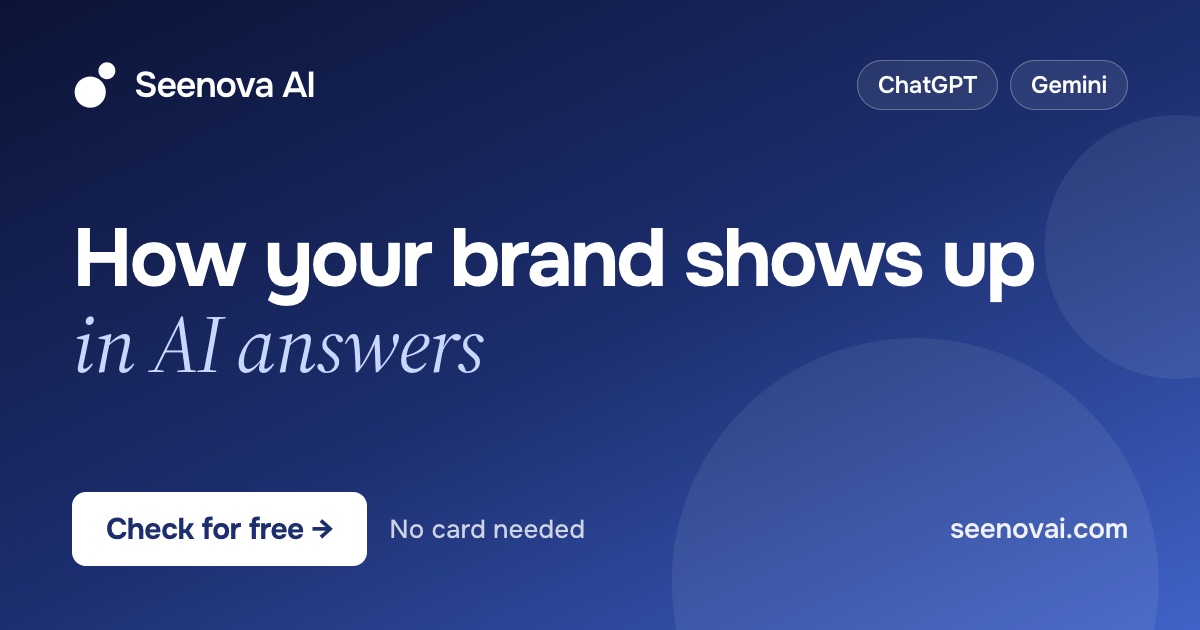 Seenova AI
ChatGPT
Gemini
How your brand shows up
in AI answers
Check for free →
No card needed
seenovai.com